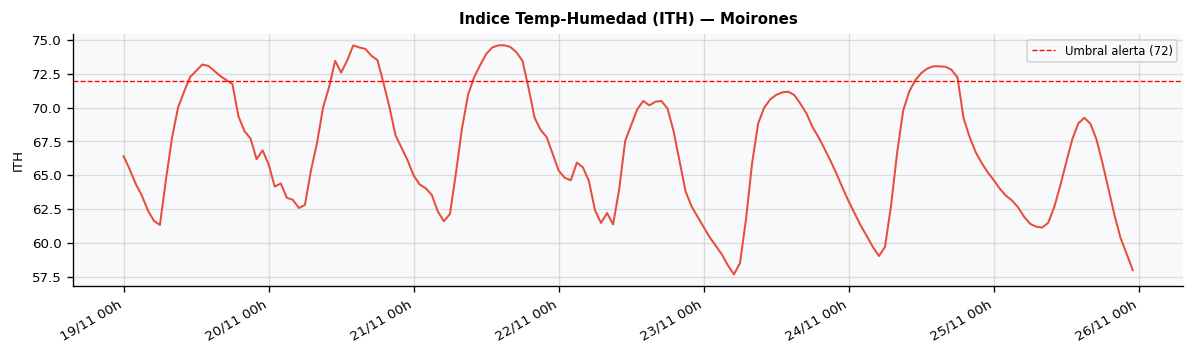 Indice Temp-Humedad (ITH) — Moirones
Umbral alerta (72)
ITH
75.0
72.5
70.0
67.5
65.0
62.5
60.0
57.5
19/11 00h
20/11 00h
21/11 00h
22/11 00h
23/11 00h
24/11 00h
25/11 00h
26/11 00h